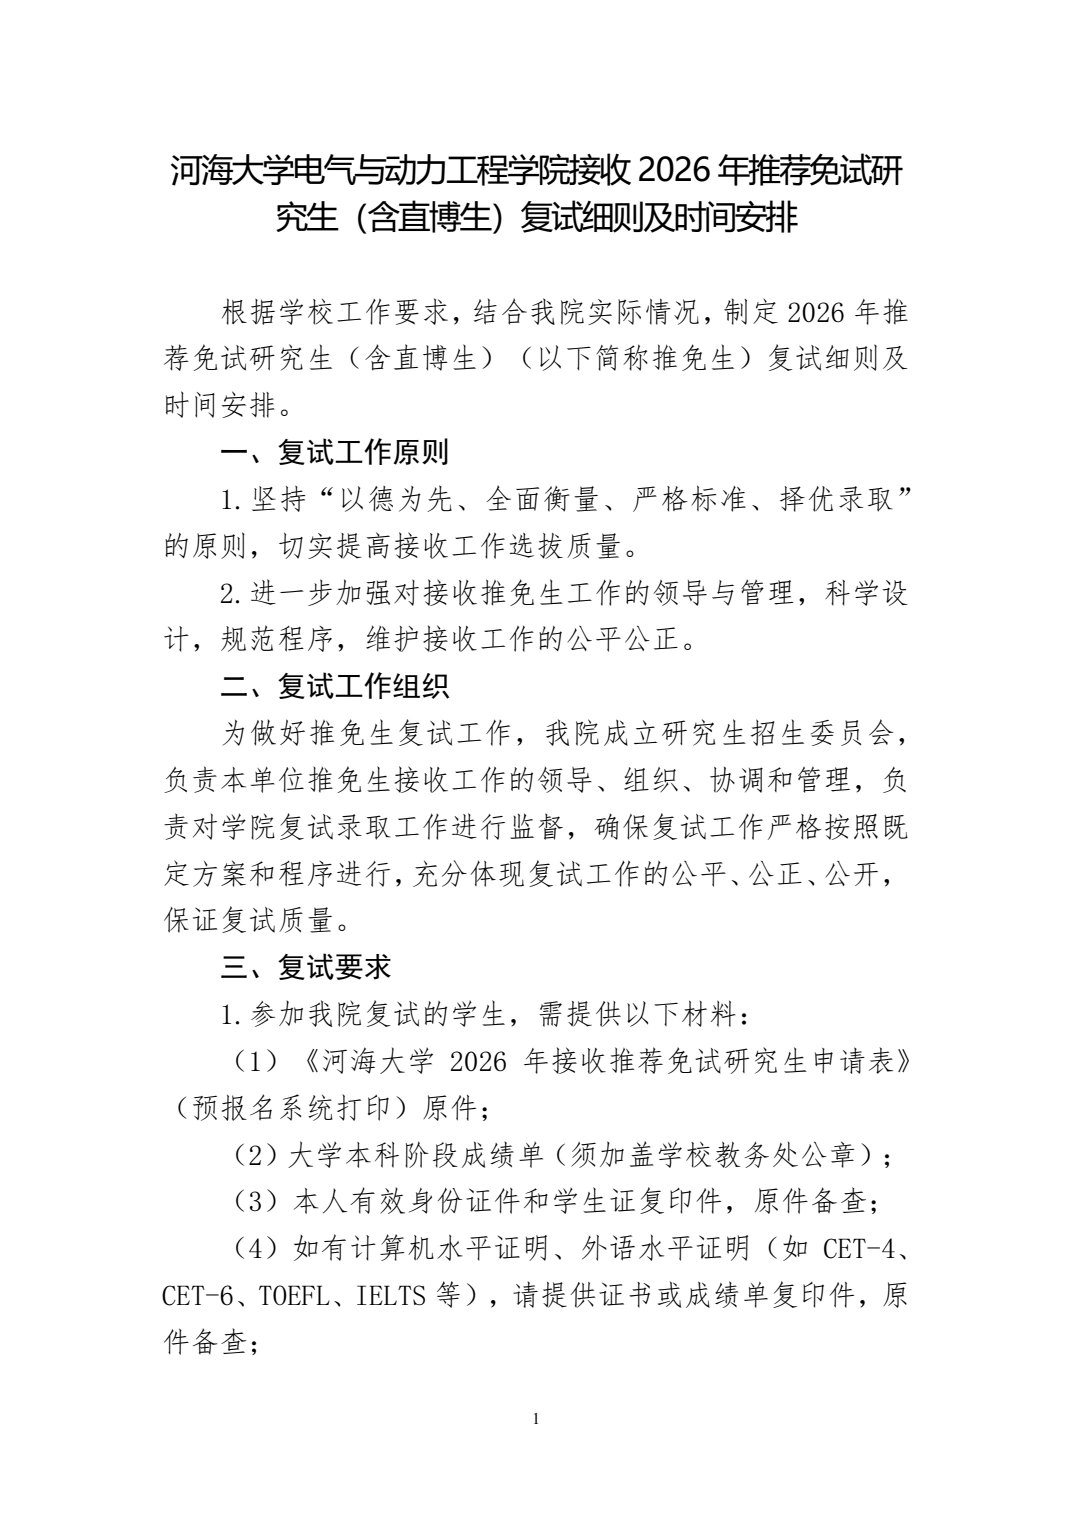 河海大学电气与动力工程学院接收 2026 年推荐免试研
究生（含直博生）复试细则及时间安排
根据学校工作要求，结合我院实际情况，制定 2026 年推
荐免试研究生（含直博生）（以下简称推免生）复试细则及
时间安排。
一、复试工作原则
1.坚持“以德为先、全面衡量、严格标准、择优录取”
的原则，切实提高接收工作选拔质量。
2.进一步加强对接收推免生工作的领导与管理，科学设
计，规范程序，维护接收工作的公平公正。
二、复试工作组织
为做好推免生复试工作，我院成立研究生招生委员会，
负责本单位推免生接收工作的领导、组织、协调和管理，负
责对学院复试录取工作进行监督，确保复试工作严格按照既
定方案和程序进行，充分体现复试工作的公平、公正、公开，
保证复试质量。
三、复试要求
1.参加我院复试的学生，需提供以下材料：
（1）《河海大学 2026 年接收推荐免试研究生申请表》
（预报名系统打印）原件；
（2）大学本科阶段成绩单（须加盖学校教务处公章）；
（3）本人有效身份证件和学生证复印件，原件备查；
（4）如有计算机水平证明、外语水平证明（如 CET-4、
CET-6、TOEFL、IELTS 等），请提供证书或成绩单复印件，原
件备查；
1